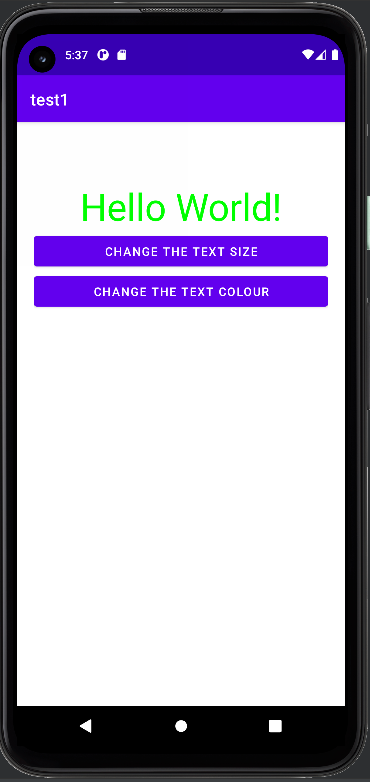 5:37
test1
Hello World!
CHANGE THE TEXT SIZE
CHANGE THE TEXT COLOUR